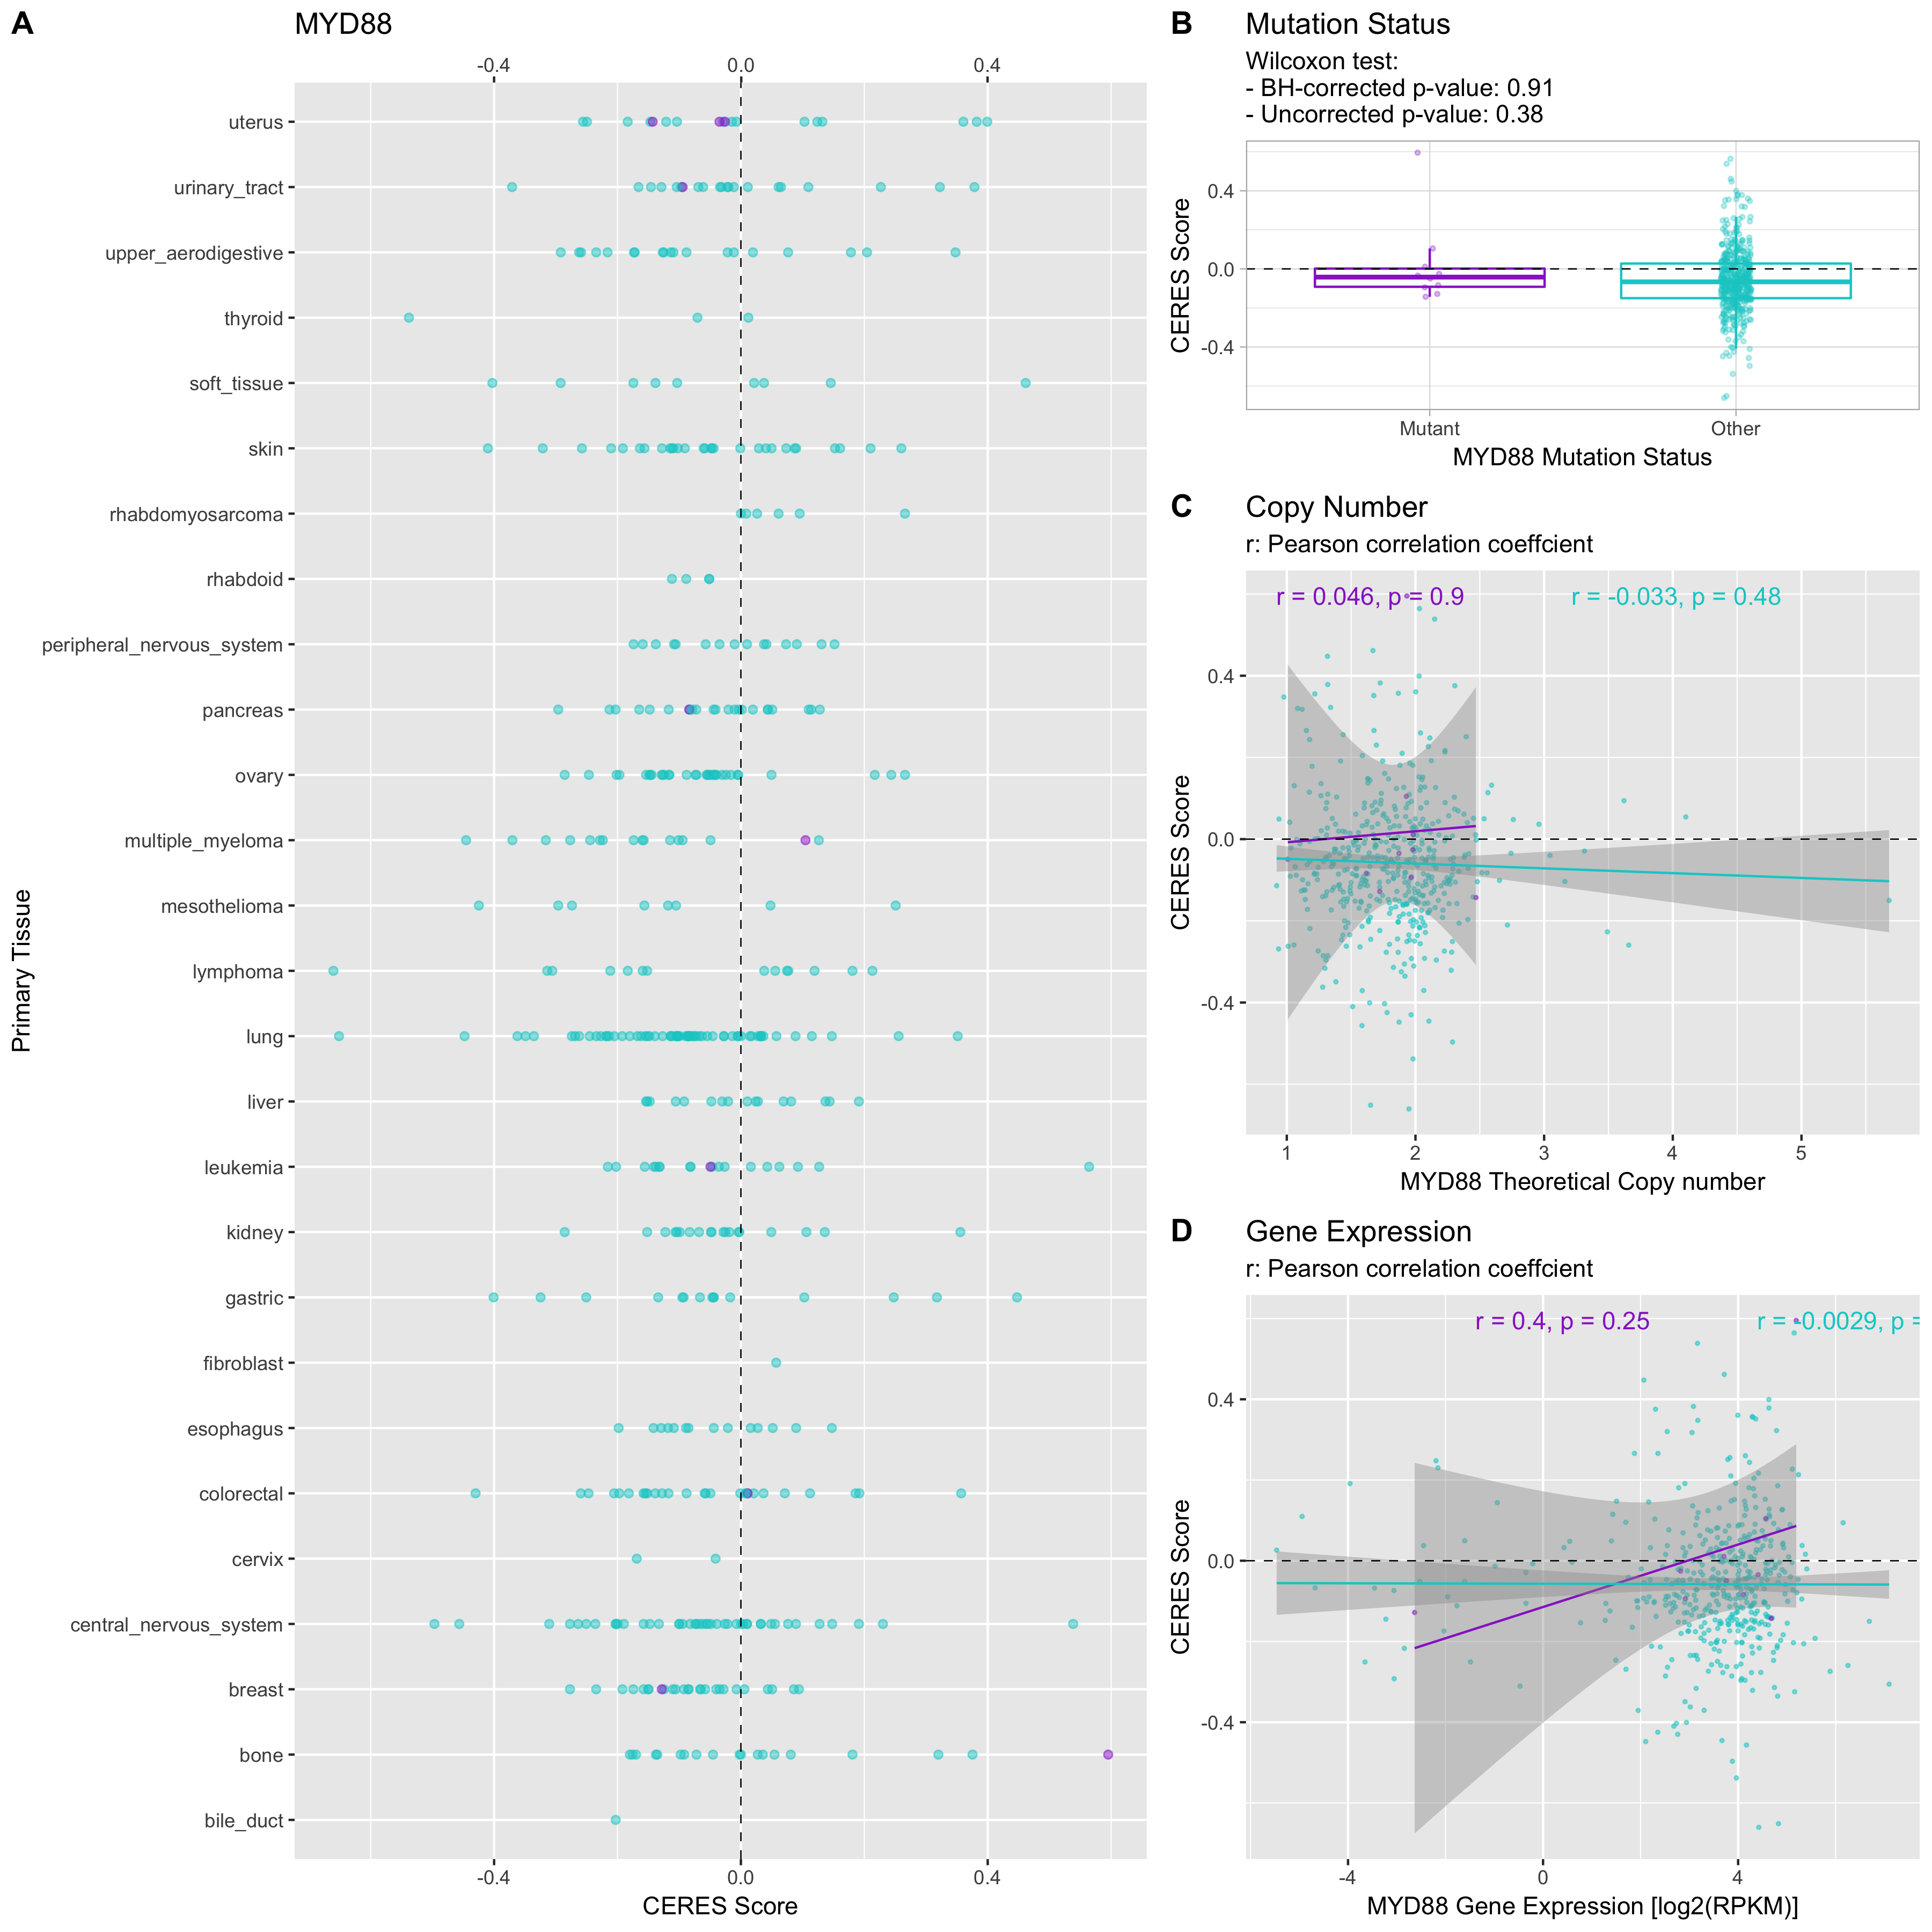 A
MYD88
-0.4 0.0 0.4
uterus
urinary_tract
upper_aerodigestive
thyroid
soft_tissue
skin
rhabdomyosarcoma
rhabdoid
peripheral_nervous_system
pancreas
ovary
multiple_myeloma
mesothelioma
lymphoma
lung
liver
leukemia
kidney
gastric
fibroblast
esophagus
colorectal
cervix
central_nervous_system
breast
bone
bile_duct
Primary Tissue
-0.4 0.0 0.4
CERES Score
B
Mutation Status
Wilcoxon test:
- BH-corrected p-value: 0.91
- Uncorrected p-value: 0.38
CERES Score
0.4
0.0
-0.4
Mutant Other
MYD88 Mutation Status
C
Copy Number
r: Pearson correlation coeffcient
r = 0.046, p = 0.9 r = -0.033, p = 0.48
CERES Score
0.4
0.0
-0.4
1 2 3 4 5
MYD88 Theoretical Copy number
D
Gene Expression
r: Pearson correlation coeffcient
r = 0.4, p = 0.25 r = -0.0029, p =
CERES Score
0.4
0.0
-0.4
-4 0 4
MYD88 Gene Expression [log2(RPKM)]